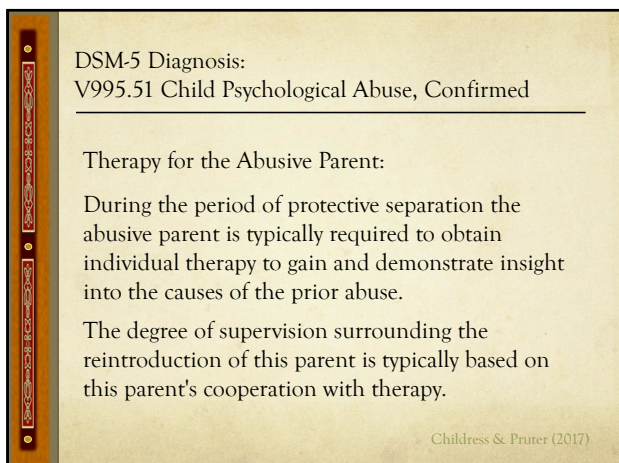 DSM-5 Diagnosis:
V995.51 Child Psychological Abuse, Confirmed
Therapy for the Abusive Parent:
During the period of protective separation the
abusive parent is typically required to obtain
individual therapy to gain and demonstrate insight
into the causes of the prior abuse.
The degree of supervision surrounding the
reintroduction of this parent is typically based on
this parent's cooperation with therapy.
Childress & Pruter (2017)